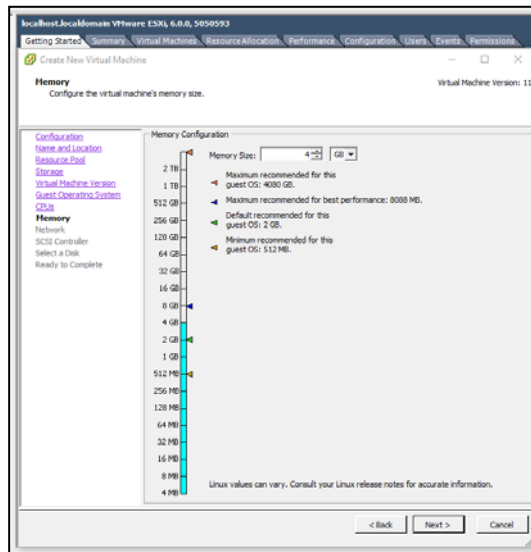 localhost.localdomain VMware ESXi, 6.0.0, 5050593
Getting Started Summary Virtual Machines Resource Allocation Performance Configuration Users Events Permissions
Create New Virtual Machine
Memory
Configure the virtual machine's memory size.
Virtual Machine Version: 11
Configuration
Name and Location
Resource Pool
Storage
Virtual Machine Version
Guest Operating System
CPUs
Memory
Network
SCSI Controller
Select a Disk
Ready to Complete
Memory Configuration
Memory Size: 4 GB
2 TB
1 TB
512 GB
256 GB
128 GB
64 GB
32 GB
16 GB
8 GB
4 GB
2 GB
1 GB
512 MB
256 MB
128 MB
64 MB
32 MB
16 MB
8 MB
4 MB
Maximum recommended for this
guest OS: 4080 GB.
Maximum recommended for best performance: 8088 MB.
Default recommended for this
guest OS: 2 GB.
Minimum recommended for this
guest OS: 512 MB.
Linux values can vary. Consult your Linux release notes for accurate information.
< Back Next > Cancel